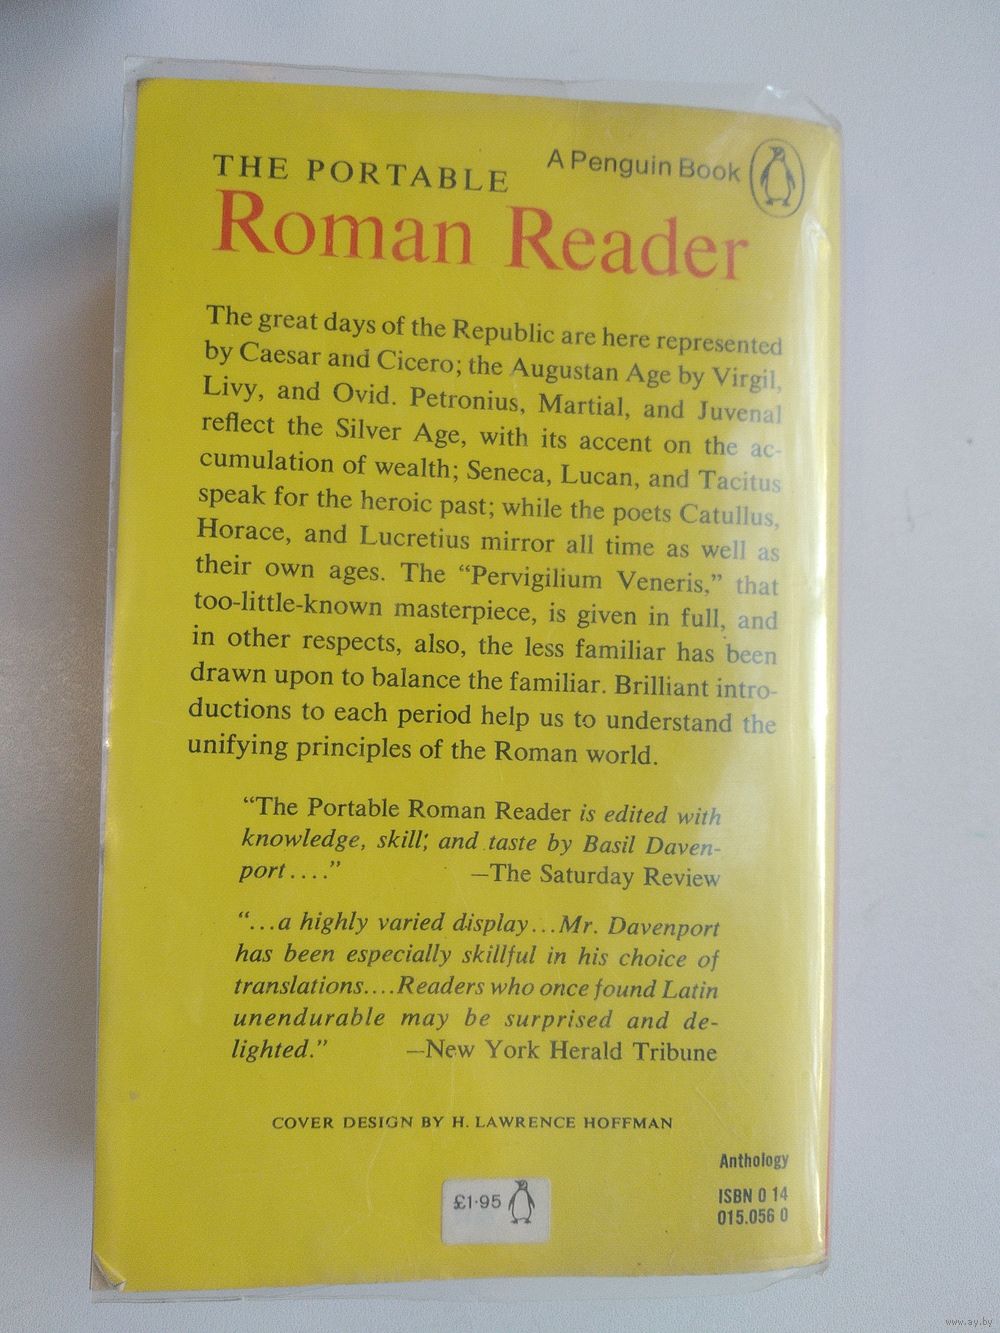 THE PORTABLE
A Penguin Book
Roman Reader
The great days of the Republic are here represented
by Caesar and Cicero; the Augustan Age by Virgil,
Livy, and Ovid. Petronius, Martial, and Juvenal
reflect the Silver Age, with its accent on the ac-
cumulation of wealth; Seneca, Lucan, and Tacitus
speak for the heroic past; while the poets Catullus,
Horace, and Lucretius mirror all time as well as
their own ages. The “Pervigilium Veneris,” that
too-little-known masterpiece, is given in full, and
in other respects, also, the less familiar has been
drawn upon to balance the familiar. Brilliant intro-
ductions to each period help us to understand the
unifying principles of the Roman world.
“The Portable Roman Reader is edited with
knowledge, skill, and taste by Basil Daven-
port....” —The Saturday Review
“...a highly varied display...Mr. Davenport
has been especially skillful in his choice of
translations....Readers who once found Latin
unendurable may be surprised and de-
lighted.” —New York Herald Tribune
COVER DESIGN BY H. LAWRENCE HOFFMAN
Anthology
ISBN 0 14
015.056 0
£1·95
www.ay.by